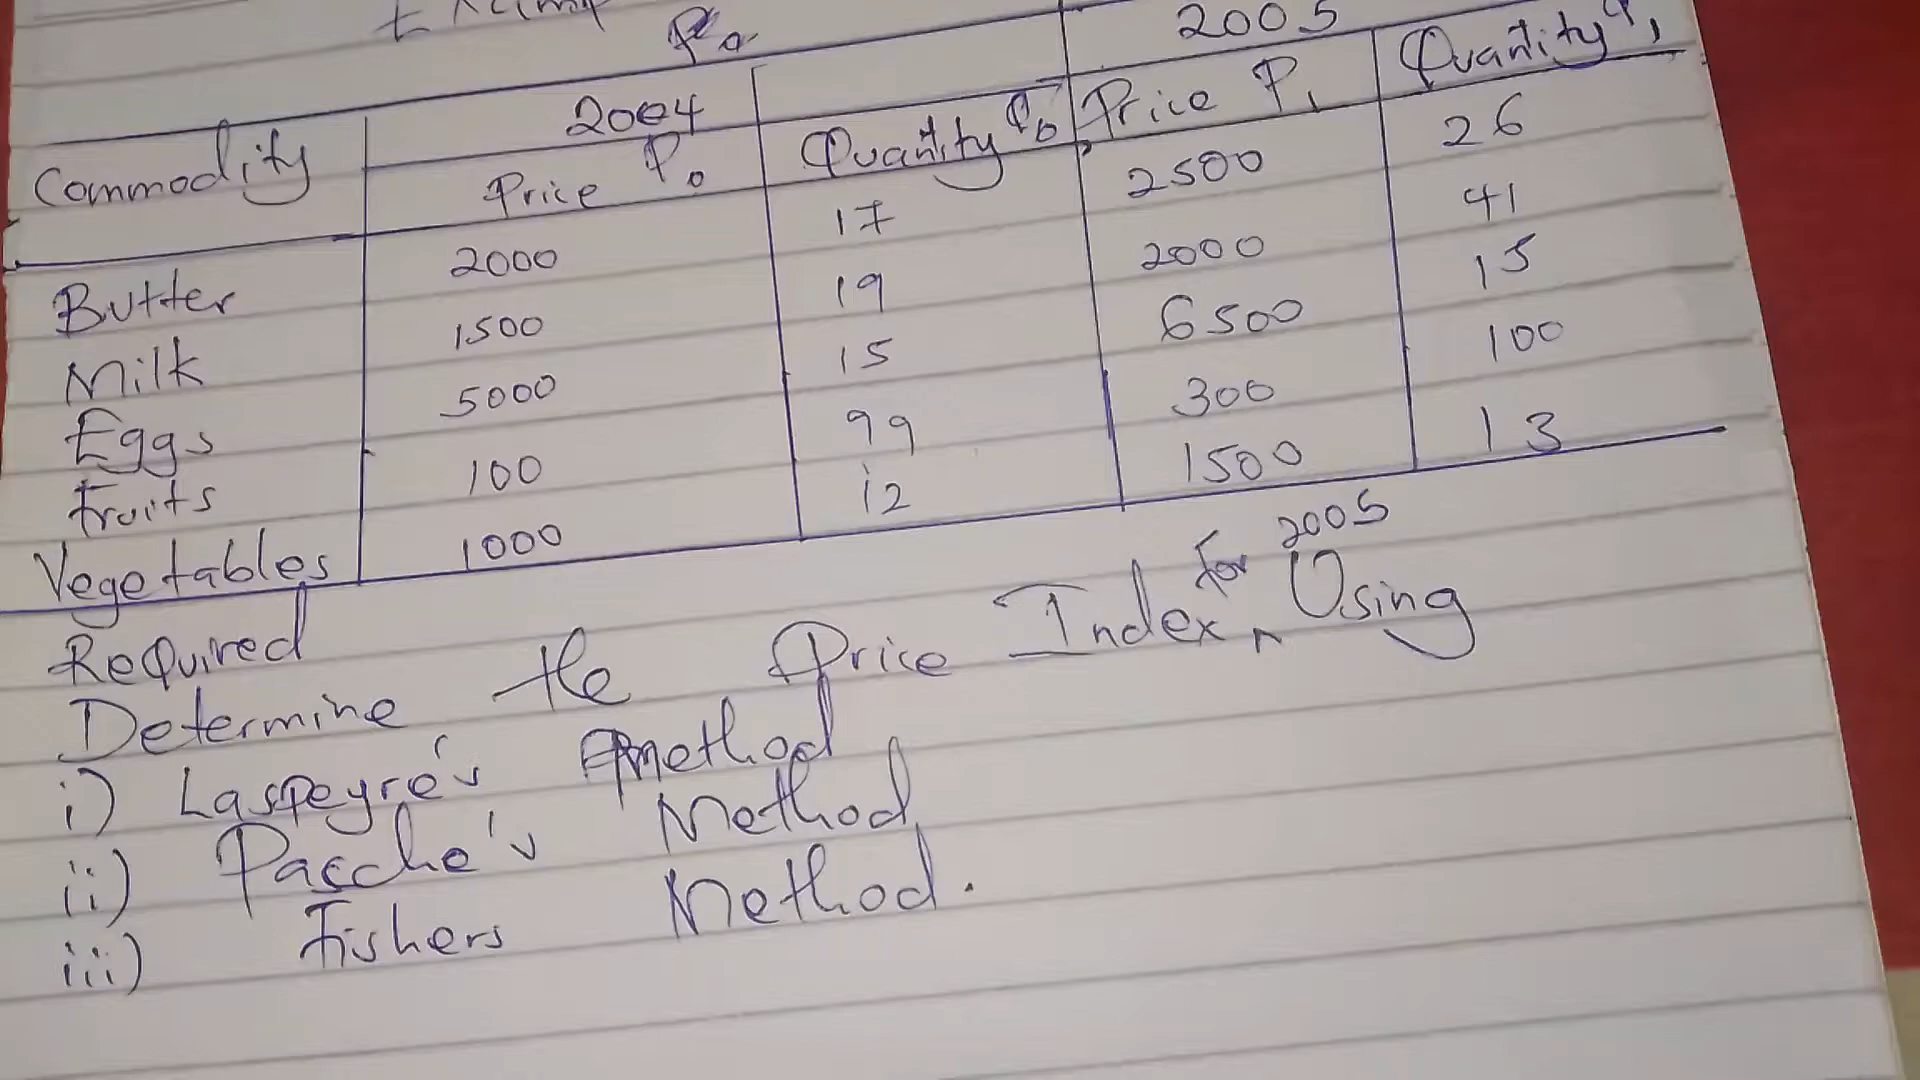 2005
2004
Commodity Price P₀ Quantity q₀ Price P₁ Quantity q₁
Butter 2000 17 2500 26
Milk 1500 19 2000 41
Eggs 5000 15 6500 15
Fruits 100 99 300 100
Vegetables 1000 12 1500 13
Required
Determine the Price Index for 2005 Using
i) Laspeyre's method
ii) Pasche's Method
iii) Fishers Method.